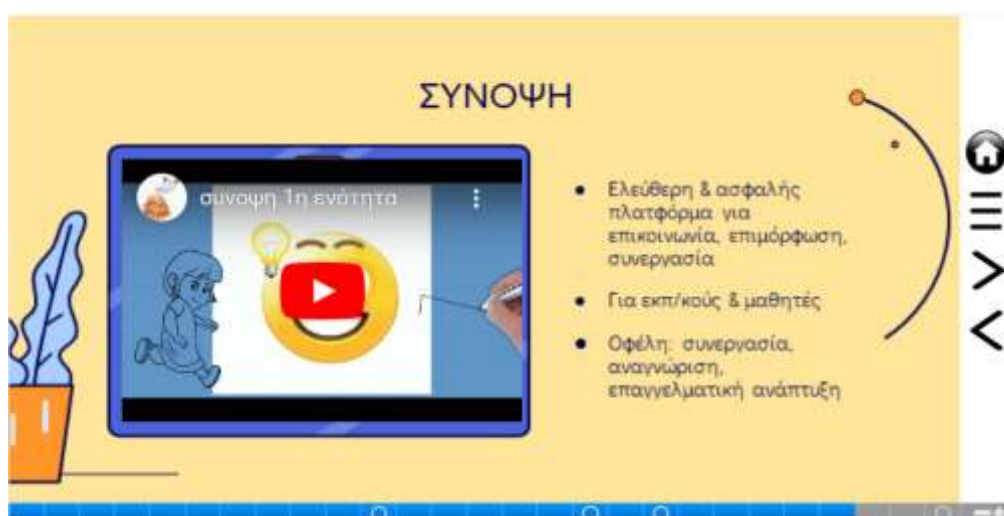 ΣΥΝΟΨΗ
συνοψη 1η ενότητα
• Ελεύθερη & ασφαλής
πλατφόρμα για
επικοινωνία, επιμόρφωση,
συνεργασία
• Για εκπ/κούς & μαθητές
• Οφέλη: συνεργασία,
αναγνώριση,
επαγγελματική ανάπτυξη